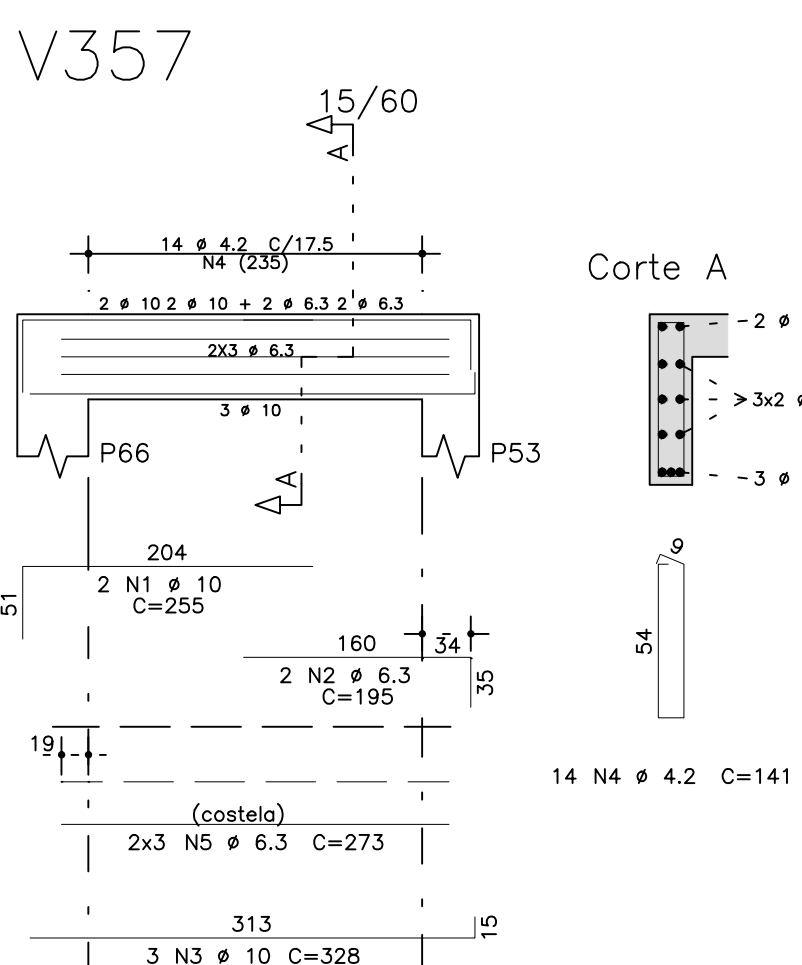 V357
15/60
A
14 ø 4.2 C/17.5
N4 (235)
Corte A
2 ø 10 2 ø 10 + 2 ø 6.3 2 ø 6.3
2 ø
2X3 ø 6.3
3x2 ø
3 ø 10
P66
P53
A
3 ø
204
51
2 N1 ø 10
C=255
9
54
160
34
2 N2 ø 6.3
C=195
35
19
14 N4 ø 4.2 C=141
(costela)
2x3 N5 ø 6.3 C=273
313
15
3 N3 ø 10 C=328